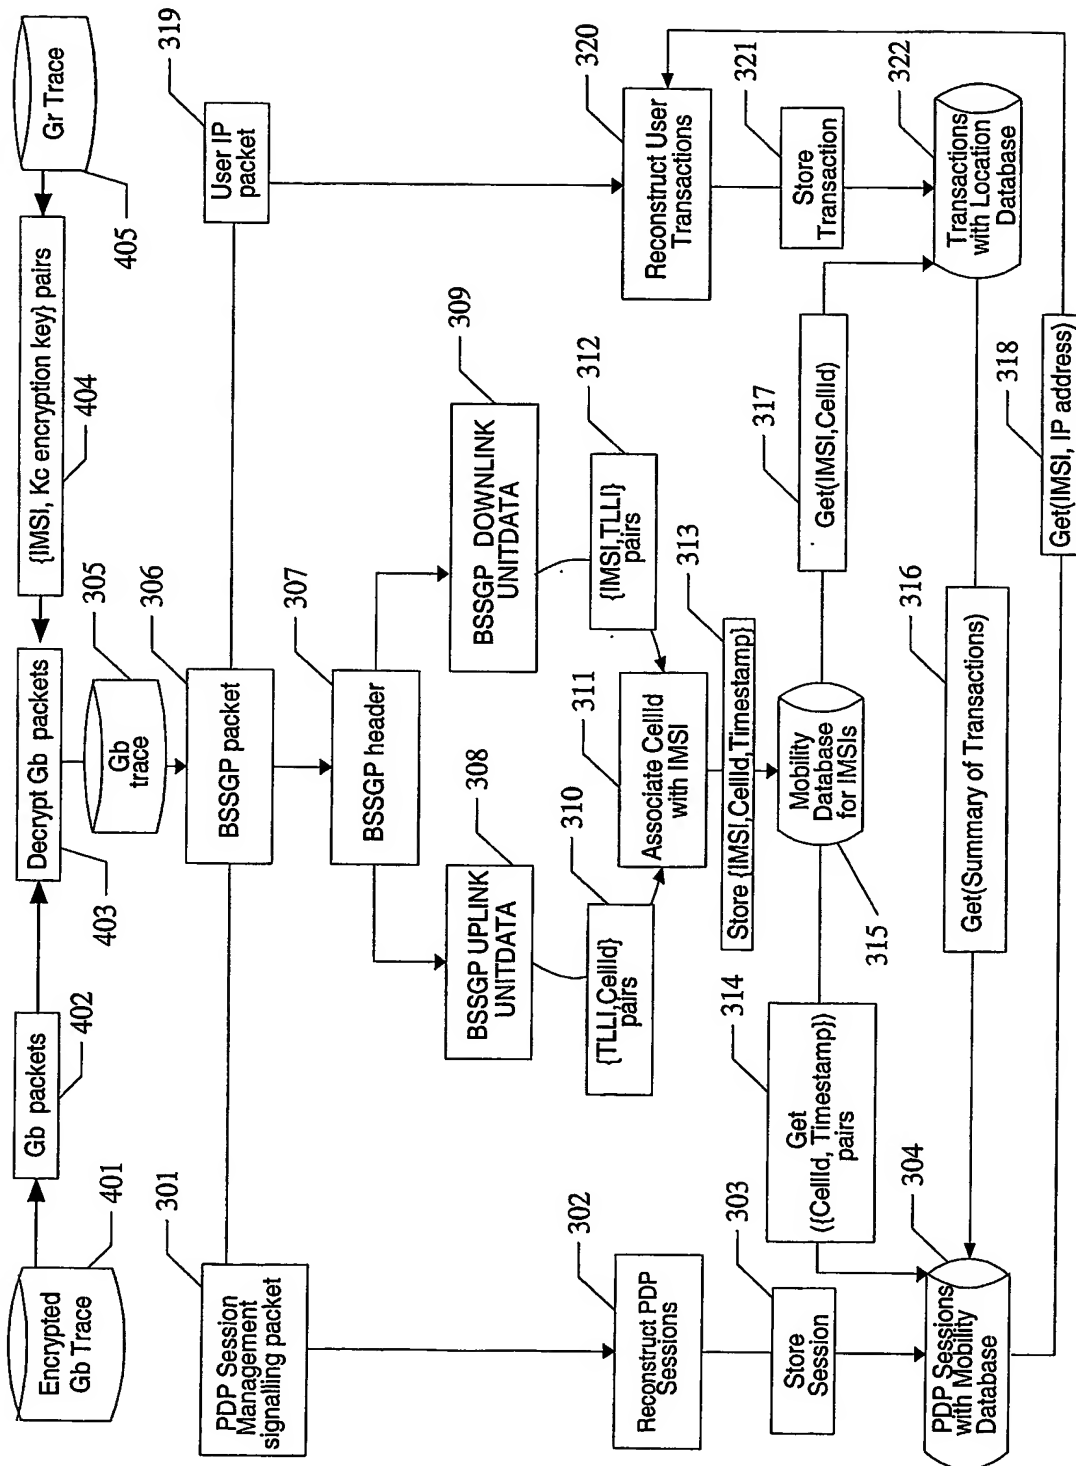 Encrypted
Gb Trace
401
Gb packets
402
Decrypt Gb packets
403
{IMSI, Kc encryption key} pairs
404
Gr Trace
405
Gb
trace
305
PDP Session
Management
signalling packet
301
BSSGP packet
306
User IP
packet
319
BSSGP header
307
BSSGP UPLINK
UNITDATA
308
BSSGP DOWNLINK
UNITDATA
309
{TLLI,CellId}
pairs
310
{IMSI,TLLI}
pairs
312
Reconstruct PDP
Sessions
302
Associate CellId
with IMSI
311
Reconstruct User
Transactions
320
Store
Session
303
Store {IMSI,CellId,Timestamp}
313
Store
Transaction
321
Get
({CellId, Timestamp})
pairs
314
Mobility
Database
for IMSIs
315
Get(IMSI,CellId)
317
PDP Sessions
with Mobility
Database
304
Transactions
with Location
Database
322
Get(Summary of Transactions)
316
Get(IMSI, IP address)
318